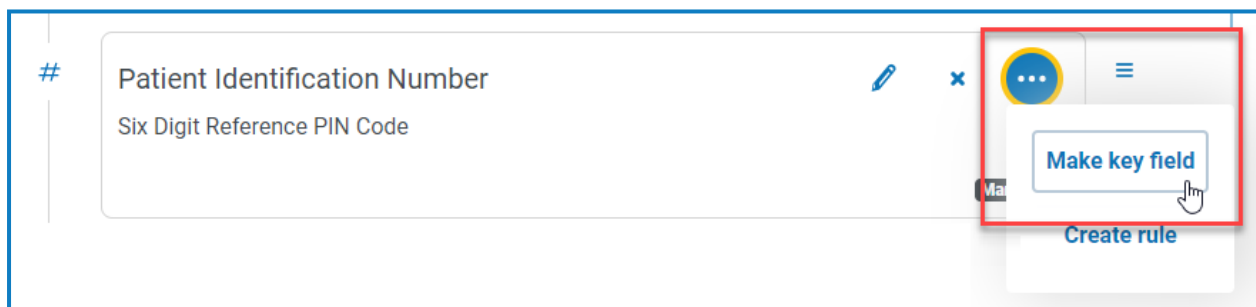 #
Patient Identification Number
Six Digit Reference PIN Code
Make key field
Create rule